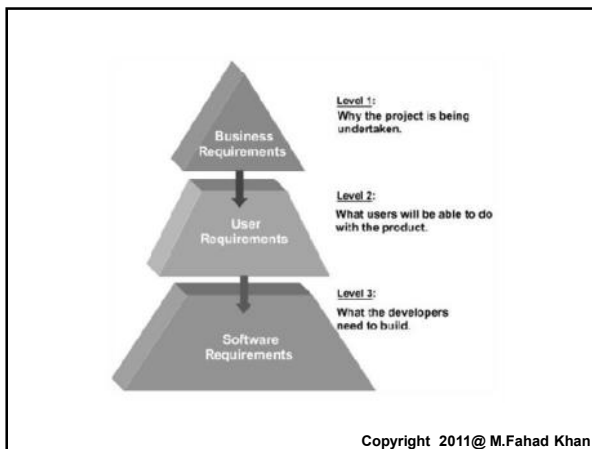 Business
Requirements
Level 1:
Why the project is being
undertaken.
User
Requirements
Level 2:
What users will be able to do
with the product.
Software
Requirements
Level 3:
What the developers
need to build.
Copyright 2011@ M.Fahad Khan